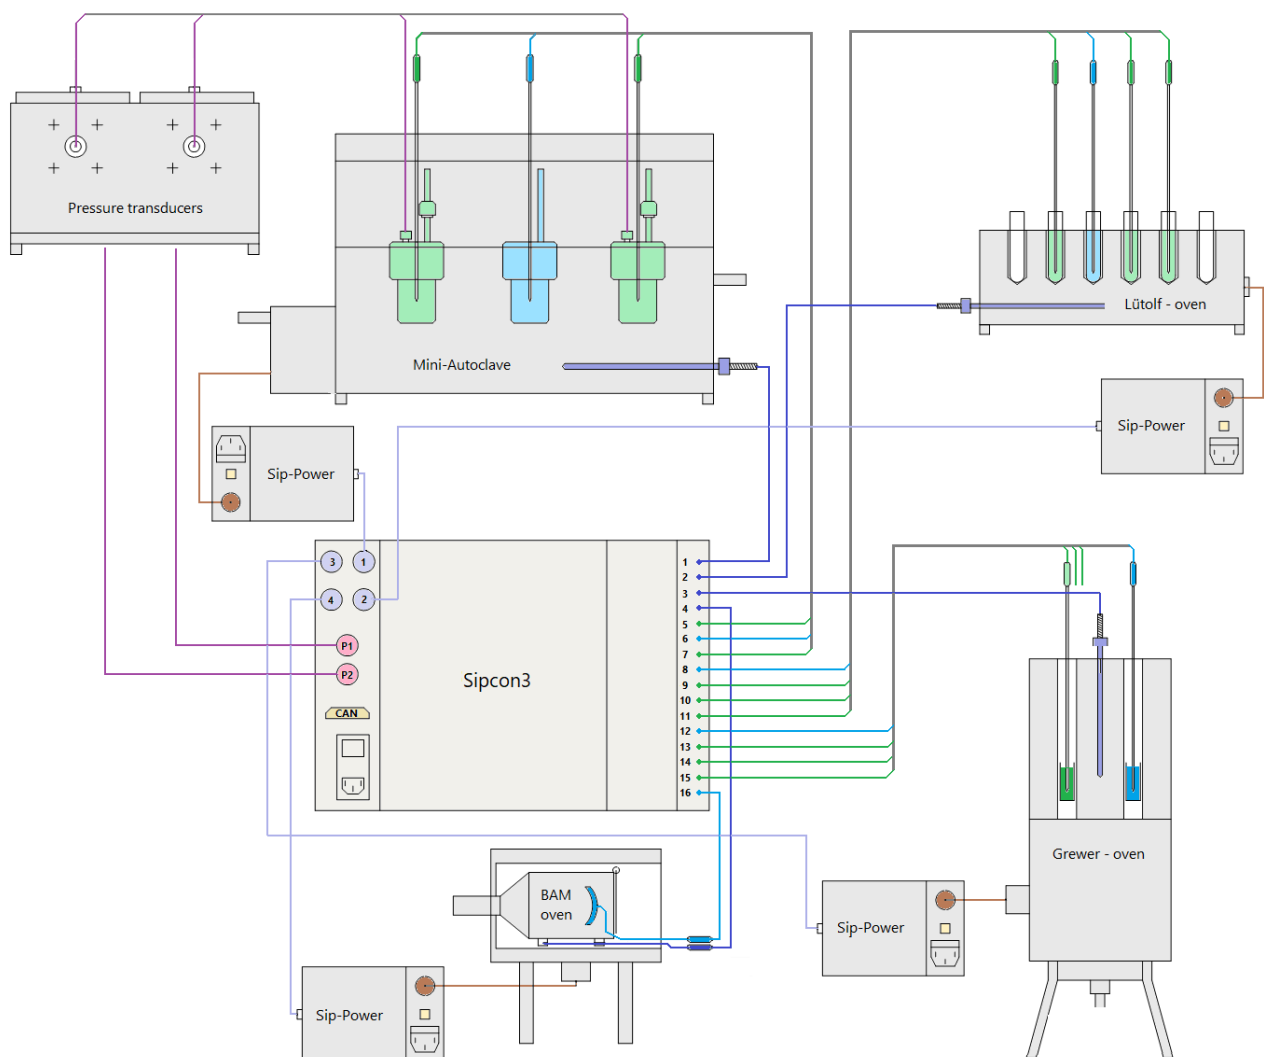 Pressure transducers
Mini-Autoclave
Lütolf - oven
Sip-Power
Sip-Power
3
1
4
2
P1
P2
CAN
Sipcon3
1
2
3
4
5
6
7
8
9
10
11
12
13
14
15
16
Grewer - oven
BAM
oven
Sip-Power
Sip-Power